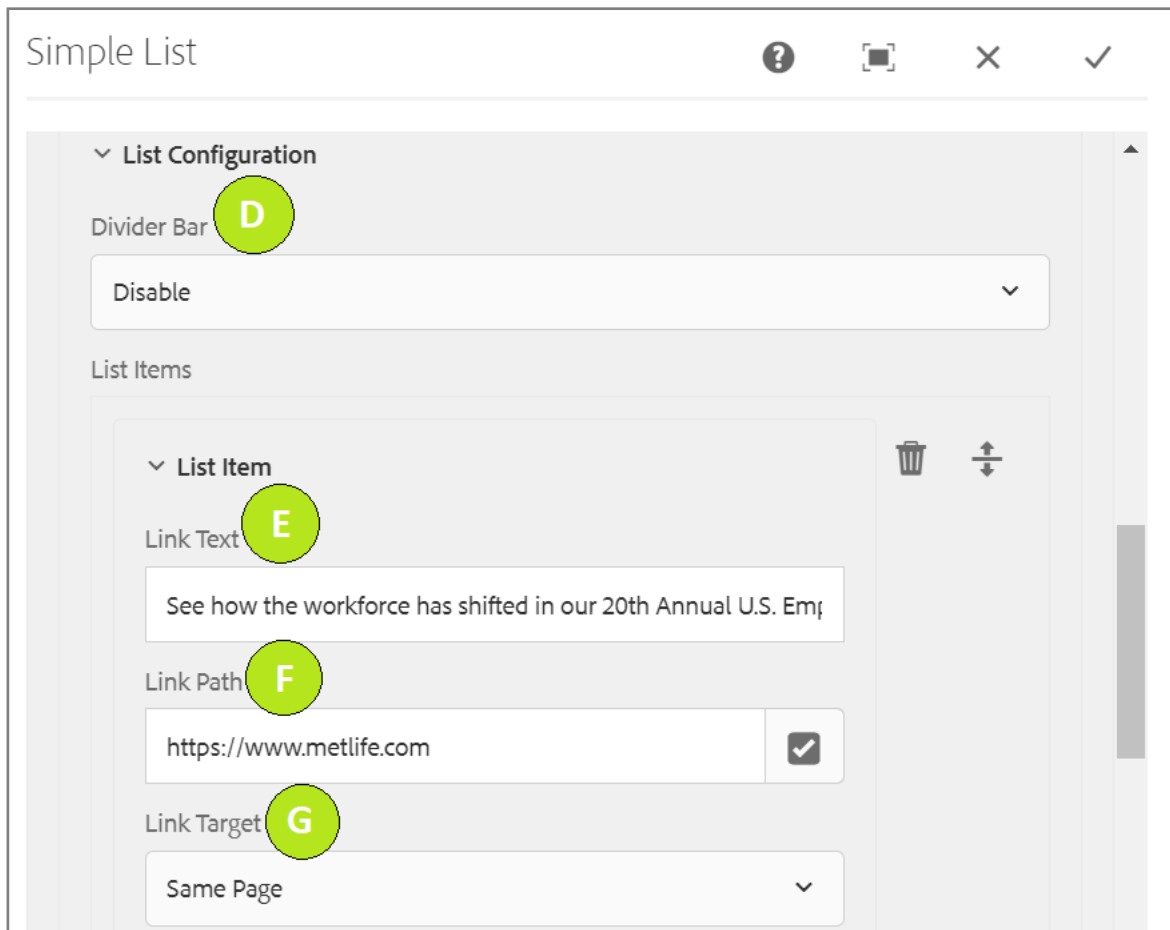 Simple List
List Configuration
Divider Bar D
Disable
List Items
List Item
Link Text E
See how the workforce has shifted in our 20th Annual U.S.
Link Path F
https://www.metlife.com
Link Target G
Same Page